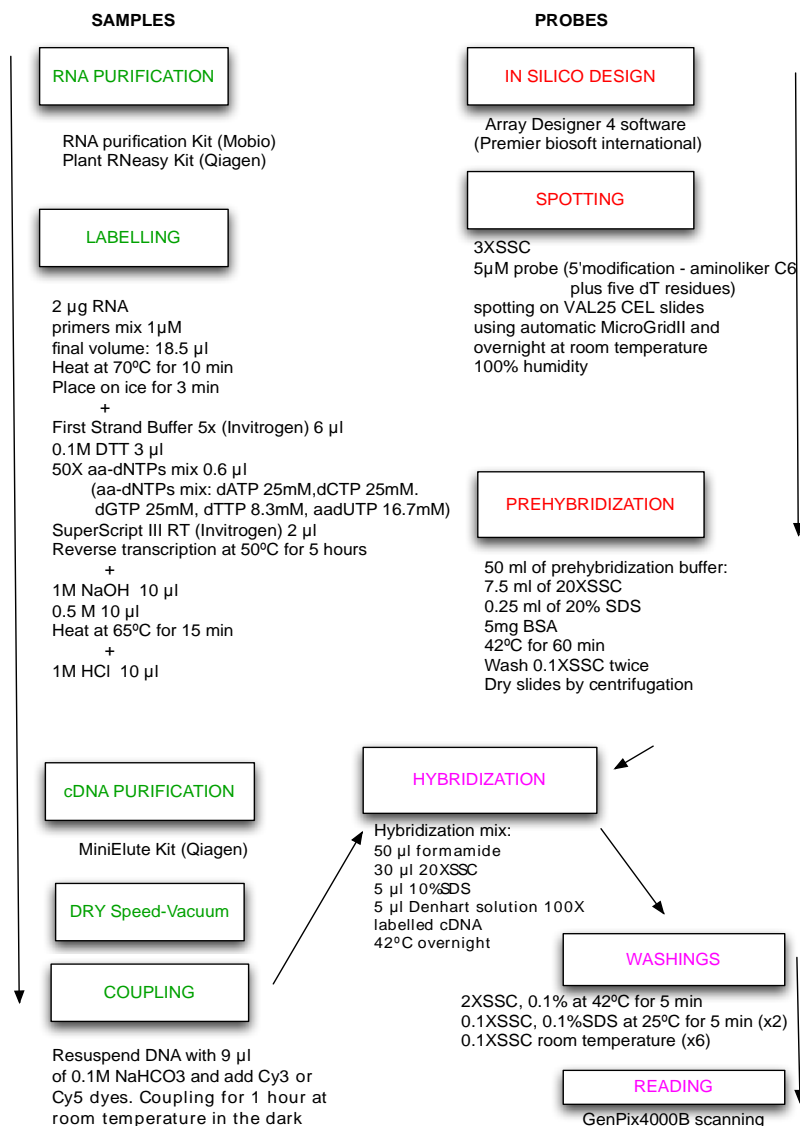 SAMPLES
RNA PURIFICATION
RNA purification Kit (Mobio)
Plant RNeasy Kit (Qiagen)
LABELLING
2 µg RNA
primers mix 1µM
final volume: 18.5 µl
Heat at 70ºC for 10 min
Place on ice for 3 min
+
First Strand Buffer 5x (Invitrogen) 6 µl
0.1M DTT 3 µl
50X aa-dNTPs mix 0.6 µl
(aa-dNTPs mix: dATP 25mM,dCTP 25mM.
dGTP 25mM, dTTP 8.3mM, aadUTP 16.7mM)
SuperScript III RT (Invitrogen) 2 µl
Reverse transcription at 50ºC for 5 hours
+
1M NaOH 10 µl
0.5 M 10 µl
Heat at 65ºC for 15 min
+
1M HCl 10 µl
cDNA PURIFICATION
MiniElute Kit (Qiagen)
DRY Speed-Vacuum
COUPLING
Resuspend DNA with 9 µl
of 0.1M NaHCO3 and add Cy3 or
Cy5 dyes. Coupling for 1 hour at
room temperature in the dark
PROBES
IN SILICO DESIGN
Array Designer 4 software
(Premier biosoft international)
SPOTTING
3XSSC
5µM probe (5'modification - aminoliker C6
plus five dT residues)
spotting on VAL25 CEL slides
using automatic MicroGridII and
overnight at room temperature
100% humidity
PREHYBRIDIZATION
50 ml of prehybridization buffer:
7.5 ml of 20XSSC
0.25 ml of 20% SDS
5mg BSA
42ºC for 60 min
Wash 0.1XSSC twice
Dry slides by centrifugation
HYBRIDIZATION
Hybridization mix:
50 µl formamide
30 µl 20XSSC
5 µl 10%SDS
5 µl Denhart solution 100X
labelled cDNA
42ºC overnight
WASHINGS
2XSSC, 0.1% at 42ºC for 5 min
0.1XSSC, 0.1%SDS at 25ºC for 5 min (x2)
0.1XSSC room temperature (x6)
READING
GenPix4000B scanning